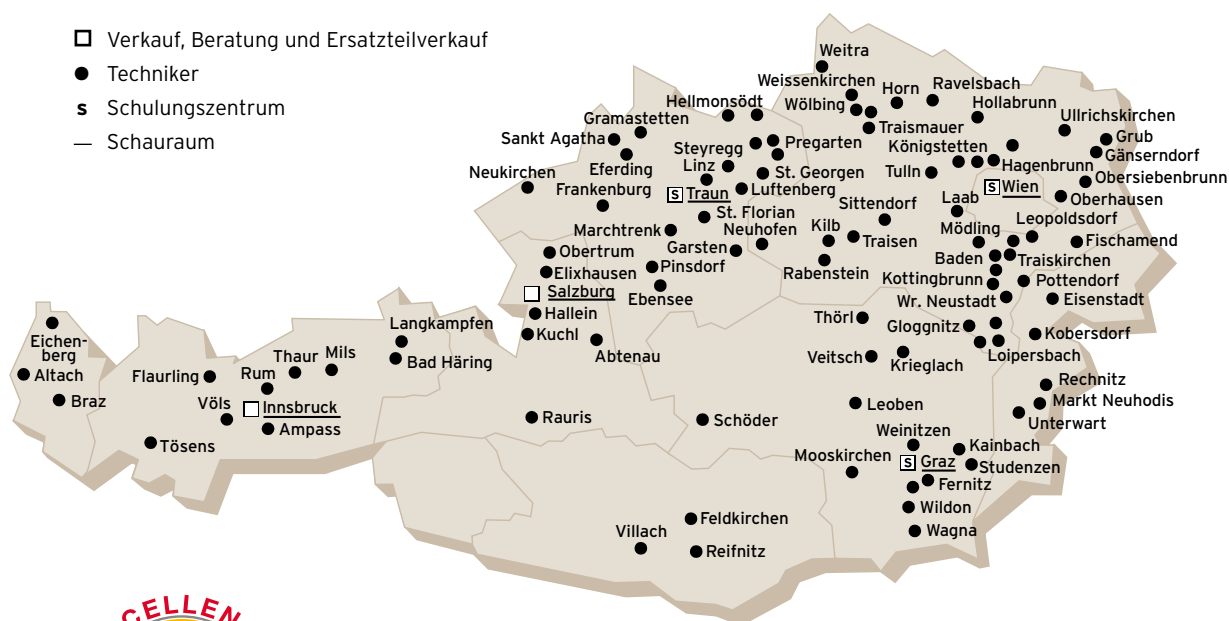 Verkauf, Beratung und Ersatzteilverkauf
Techniker
s Schulungszentrum
— Schauraum
Weitra
Weissenkirchen
Horn
Ravelsbach
Hellmonsödt
Wölbing
Hollabrunn
Gramastetten
Ullrichskirchen
Sankt Agatha
Traismauer
Grub
Steyregg
Pregarten
Königstetten
Gänserndorf
Eferding
Linz
Hagenbrunn
Neukirchen
St. Georgen
Tulln
Obersiebenbrunn
Frankenburg
s Traun
Luftenberg
s Wien
Oberhausen
Sittendorf
Laab
St. Florian
Leopoldsdorf
Marchtrenk
Neuhofen
Kilb
Mödling
Traisen
Fischamend
Obertrum
Garsten
Baden
Traiskirchen
Elixhausen
Pinsdorf
Rabenstein
Kottingbrunn
Pottendorf
Salzburg
Ebensee
Wr. Neustadt
Eisenstadt
Hallein
Thörl
Gloggnitz
Langkampfen
Kuchl
Kobersdorf
Eichen-
berg
Abtenau
Veitsch
Krieglach
Loipersbach
Thaur
Mils
Bad Häring
Altach
Flaurling
Rum
Rechnitz
Braz
Völs
Innsbruck
Markt Neuhodis
Leoben
Rauris
Schöder
Unterwart
Ampass
Weinitzen
Tösens
Kainbach
Mooskirchen
s Graz
Studenzen
Fernitz
Wildon
Feldkirchen
Villach
Wagna
Reifnitz
GELLEN